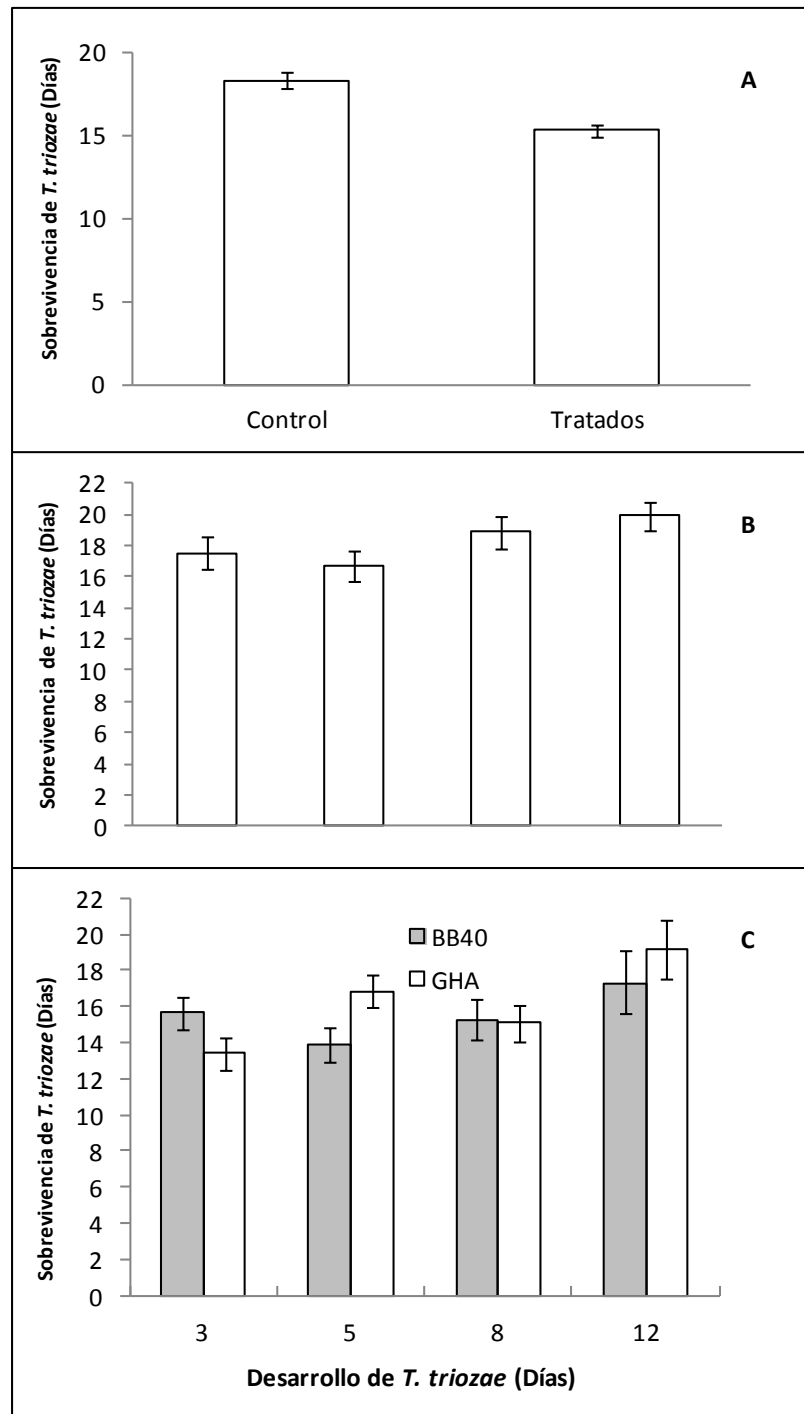 A
Sobrevivencia de T. triozae (Días)
20
15
10
5
0
Control Tratados
B
Sobrevivencia de T. triozae (Días)
22
20
18
16
14
12
10
8
6
4
2
0
C
BB40
GHA
Sobrevivencia de T. triozae (Días)
22
20
18
16
14
12
10
8
6
4
2
0
3 5 8 12
Desarrollo de T. triozae (Días)